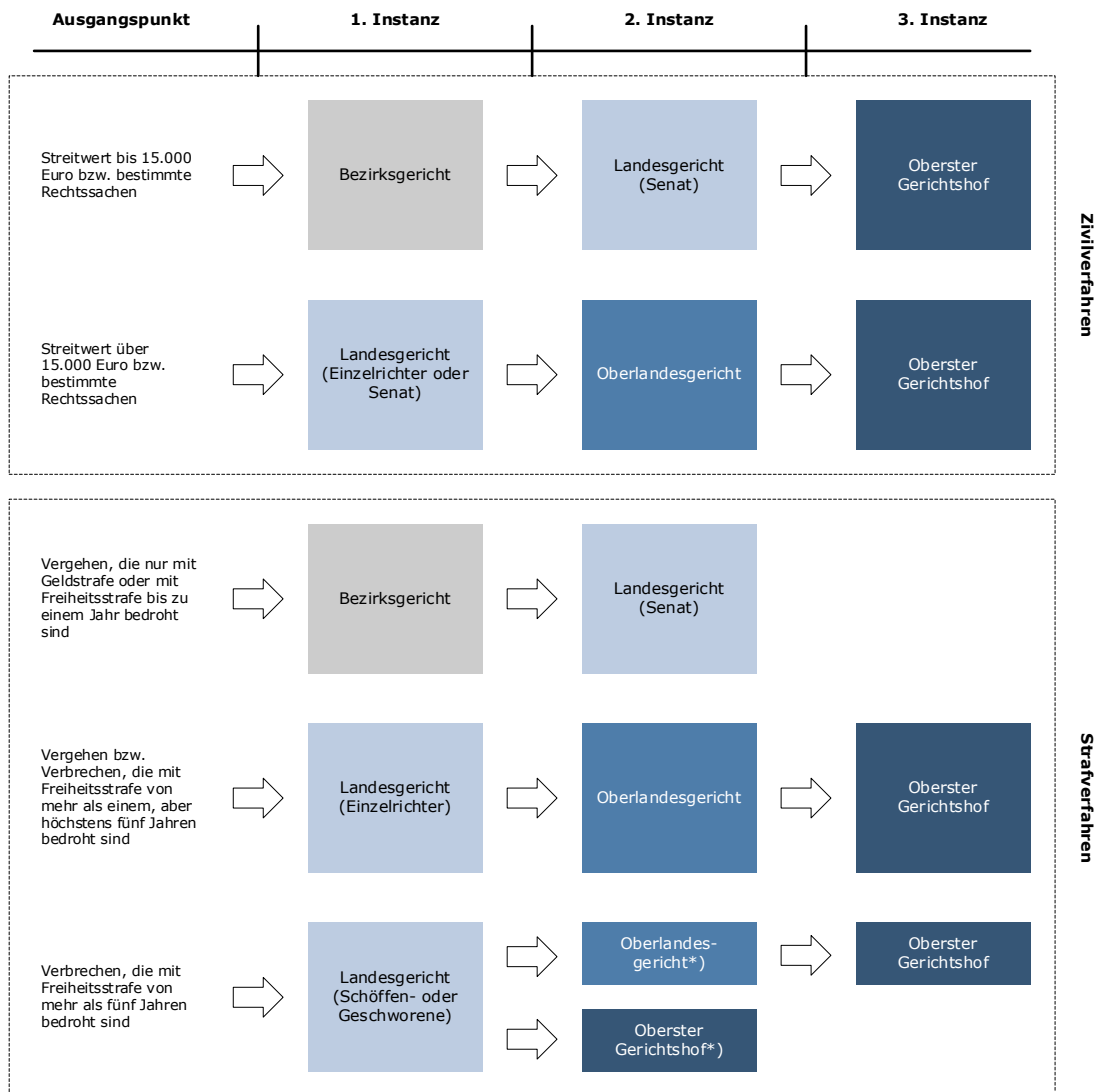 Ausgangspunkt
1. Instanz
2. Instanz
3. Instanz
Streitwert bis 15.000
Euro bzw. bestimmte
Rechtssachen
Bezirksgericht
Landesgericht
(Senat)
Oberster
Gerichtshof
Streitwert über
15.000 Euro bzw.
bestimmte
Rechtssachen
Landesgericht
(Einzelrichter oder
Senat)
Oberlandesgericht
Oberster
Gerichtshof
Zivilverfahren
Vergehen, die nur mit
Geldstrafe oder mit
Freiheitsstrafe bis zu
einem Jahr bedroht
sind
Bezirksgericht
Landesgericht
(Senat)
Vergehen bzw.
Verbrechen, die mit
Freiheitsstrafe von
mehr als einem, aber
höchstens fünf Jahren
bedroht sind
Landesgericht
(Einzelrichter)
Oberlandesgericht
Oberster
Gerichtshof
Verbrechen, die mit
Freiheitsstrafe von
mehr als fünf Jahren
bedroht sind
Landesgericht
(Schöffen- oder
Geschworene)
Oberlandes-
gericht*)
Oberster
Gerichtshof
Oberster
Gerichtshof*)
Strafverfahren